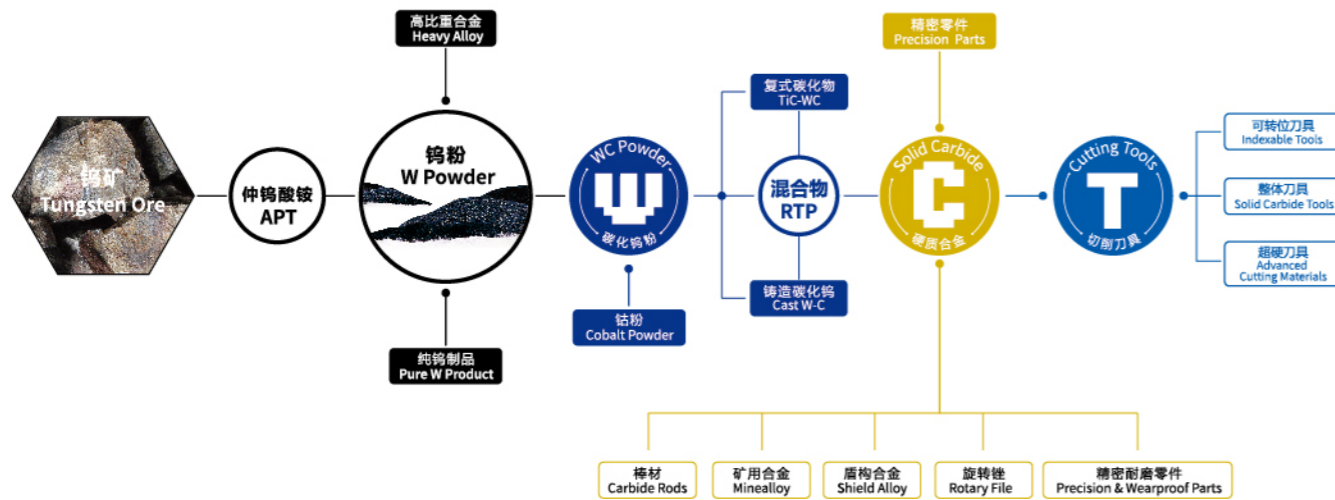 钨矿
Tungsten Ore
仲钨酸铵
APT
高比重合金
Heavy Alloy
钨粉
W Powder
纯钨制品
Pure W Product
WC Powder
W
碳化钨粉
钴粉
Cobalt Powder
复式碳化物
TiC-WC
混合物
RTP
铸造碳化钨
Cast W-C
精密零件
Precision Parts
Solid Carbide
C
硬质合金
棒材
Carbide Rods
矿用合金
Minealloy
盾构合金
Shield Alloy
旋转锉
Rotary File
精密耐磨零件
Precision & Wearproof Parts
Cutting Tools
T
切削刀具
可转位刀具
Indexable Tools
整体刀具
Solid Carbide Tools
超硬刀具
Advanced
Cutting Materials